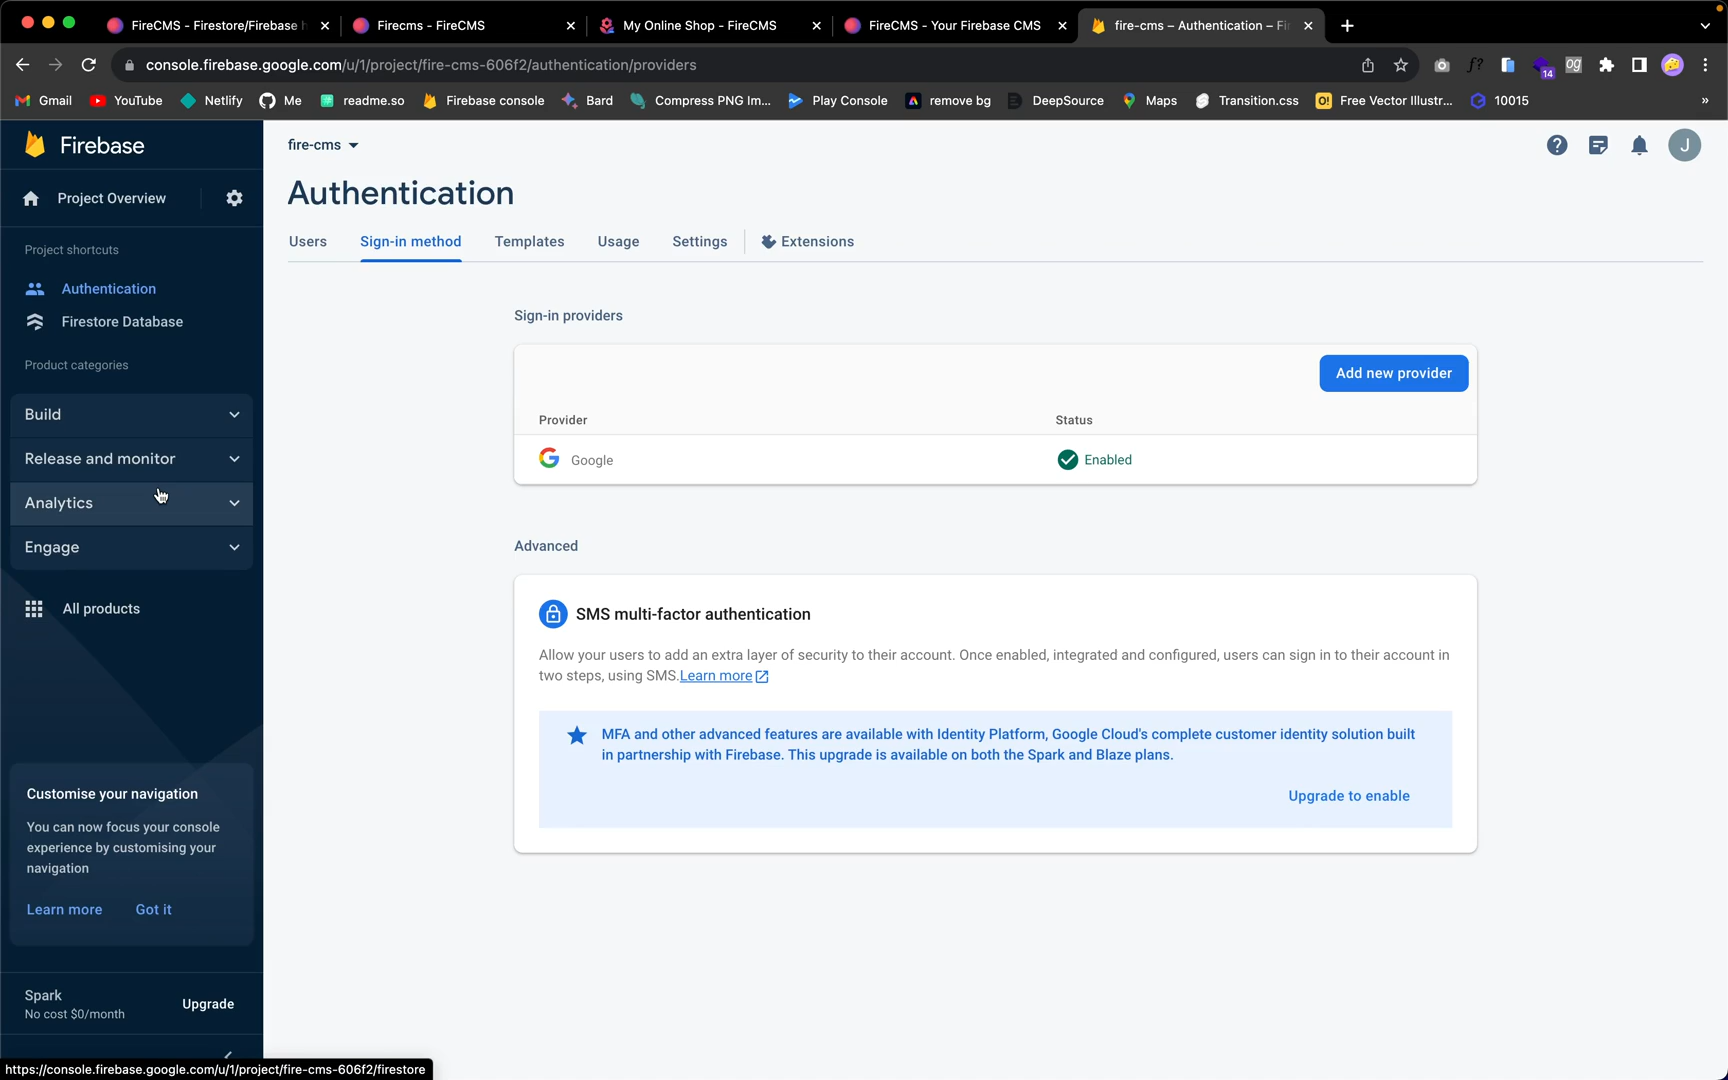 FireCMS - Firestore/Firebase h
Firecms - FireCMS
My Online Shop - FireCMS
FireCMS - Your Firebase CMS
fire-cms – Authentication – Fi
console.firebase.google.com/u/1/project/fire-cms-606f2/authentication/providers
f?
14
og
Gmail
YouTube
Netlify
Me
readme.so
Firebase console
Bard
Compress PNG Im...
Play Console
remove bg
DeepSource
Maps
Transition.css
O!
Free Vector Illustr...
10015
»
Firebase
fire-cms
J
Project Overview
Authentication
Project shortcuts
Users
Sign-in method
Templates
Usage
Settings
Extensions
Authentication
Firestore Database
Product categories
Build
Release and monitor
Analytics
Engage
All products
Sign-in providers
Add new provider
Provider
Status
Google
Enabled
Advanced
SMS multi-factor authentication
Allow your users to add an extra layer of security to their account. Once enabled, integrated and configured, users can sign in to their account in
two steps, using SMS.Learn more
MFA and other advanced features are available with Identity Platform, Google Cloud's complete customer identity solution built
in partnership with Firebase. This upgrade is available on both the Spark and Blaze plans.
Upgrade to enable
Customise your navigation
You can now focus your console
experience by customising your
navigation
Learn more
Got it
Spark
No cost $0/month
Upgrade
https://console.firebase.google.com/u/1/project/fire-cms-606f2/firestore